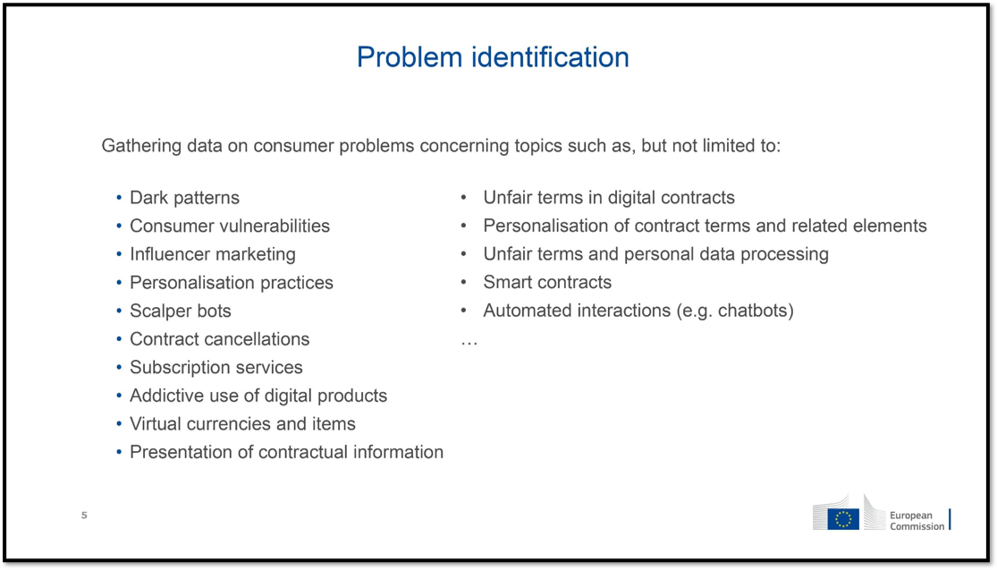 Problem identification
Gathering data on consumer problems concerning topics such as, but not limited to:
• Dark patterns
• Consumer vulnerabilities
• Influencer marketing
• Personalisation practices
• Scalper bots
• Contract cancellations
• Subscription services
• Addictive use of digital products
• Virtual currencies and items
• Presentation of contractual information
• Unfair terms in digital contracts
• Personalisation of contract terms and related elements
• Unfair terms and personal data processing
• Smart contracts
• Automated interactions (e.g. chatbots)
…
5
European
Commission